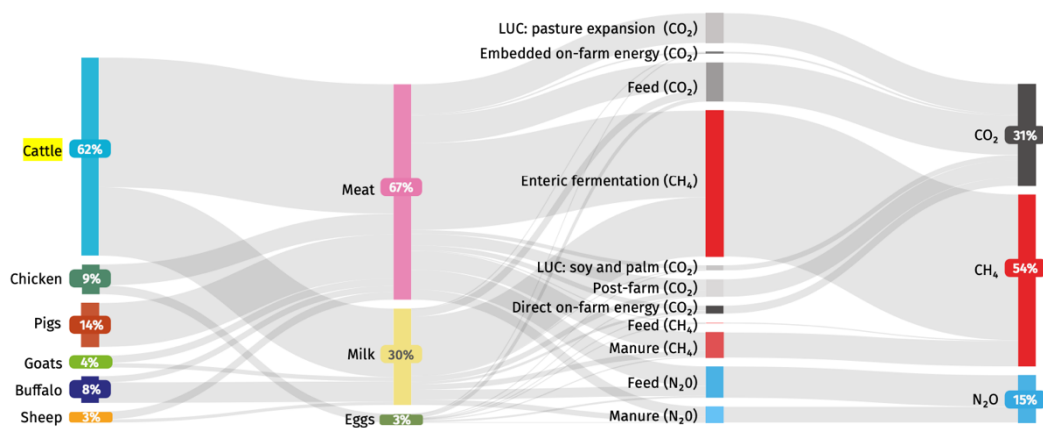 Cattle
62%
Chicken
9%
Pigs
14%
Goats
4%
Buffalo
8%
Sheep
3%
Meat
67%
Milk
30%
Eggs
3%
LUC: pasture expansion (CO₂)
Embedded on-farm energy (CO₂)
Feed (CO₂)
Enteric fermentation (CH₄)
LUC: soy and palm (CO₂)
Post-farm (CO₂)
Direct on-farm energy (CO₂)
Feed (CH₄)
Manure (CH₄)
Feed (N₂0)
Manure (N₂0)
CO₂
31%
CH₄
54%
N₂O
15%